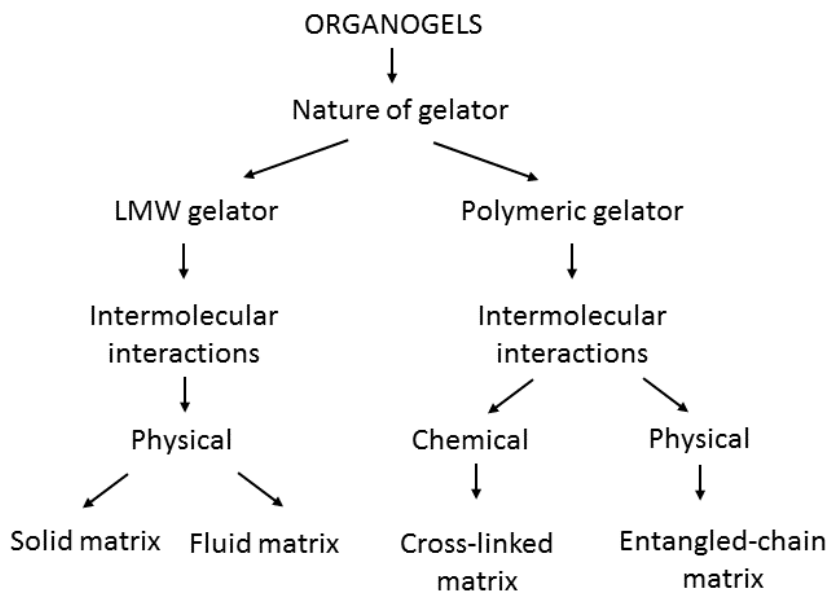 ORGANOGELS
Nature of gelator
LMW gelator
Polymeric gelator
Intermolecular
interactions
Intermolecular
interactions
Physical
Chemical
Physical
Solid matrix
Fluid matrix
Cross-linked
matrix
Entangled-chain
matrix